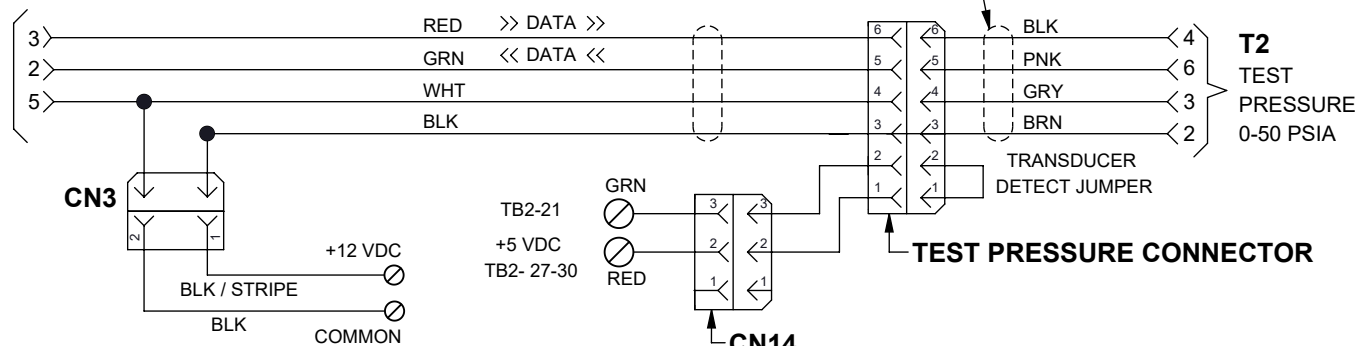 3 RED >> DATA >> 6 6 BLK 4
2 GRN << DATA << 5 5 PNK 6
5 WHT 4 4 GRY 3
BLK 3 3 BRN 2
T2
TEST
PRESSURE
0-50 PSIA
2 2 TRANSDUCER
1 1 DETECT JUMPER
TEST PRESSURE CONNECTOR
CN3
2 1
+12 VDC
BLK / STRIPE
BLK
COMMON
GRN
TB2-21
+5 VDC
TB2- 27-30
RED
3 3
2 2
1 1
CN14